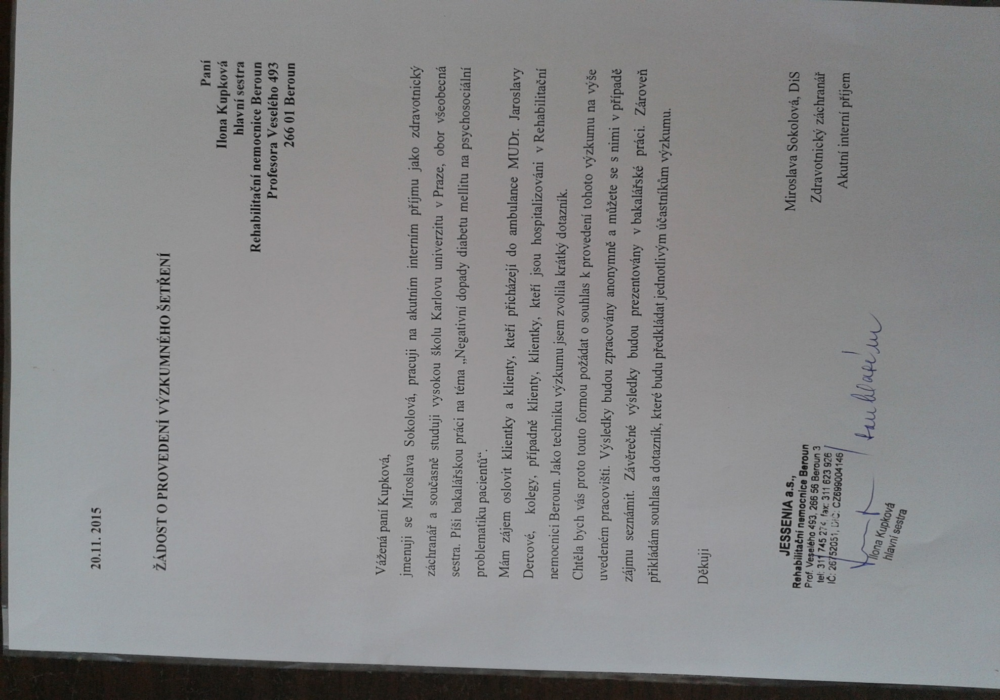 20.11. 2015
ŽÁDOST O PROVEDENÍ VÝZKUMNÉHO ŠETŘENÍ
Paní
Ilona Kupková
hlavní sestra
Rehabilitační nemocnice Beroun
Profesora Veselého 493
266 01 Beroun
Vážená paní Kupková,
jmenuji se Miroslava Sokolová, pracuji na akutním interním příjmu jako zdravotnický
záchranář a současně studuji vysokou školu Karlovu univerzitu v Praze, obor všeobecná
sestra. Píši bakalářskou práci na téma „Negativní dopady diabetu mellitu na psychosociální
problematiku pacientů“.
Mám zájem oslovit klientky a klienty, kteří přicházejí do ambulance MUDr. Jaroslavy
Dercové, kolegy, případně klienty, klientky, kteří jsou hospitalizováni v Rehabilitační
nemocnici Beroun. Jako techniku výzkumu jsem zvolila krátký dotazník.
Chtěla bych vás proto touto formou požádat o souhlas k provedení tohoto výzkumu na výše
uvedeném pracovišti. Výsledky budou zpracovány anonymně a můžete se s nimi v případě
zájmu seznámit. Závěrečné výsledky budou prezentovány v bakalářské práci. Zároveň
přikládám souhlas a dotazník, které budu předkládat jednotlivým účastníkům výzkumu.
Děkuji
Miroslava Sokolová, DiS
Zdravotnický záchranář
Akutní interní příjem
JESSENIA a.s.,
Rehabilitační nemocnice Beroun
Prof. Veselého 493, 266 56 Beroun 3
tel: 311 745 274, fax: 311 623 926
IČ: 26752051, DIČ: CZ699004146
souhlasím
Ilona Kupková
hlavní sestra